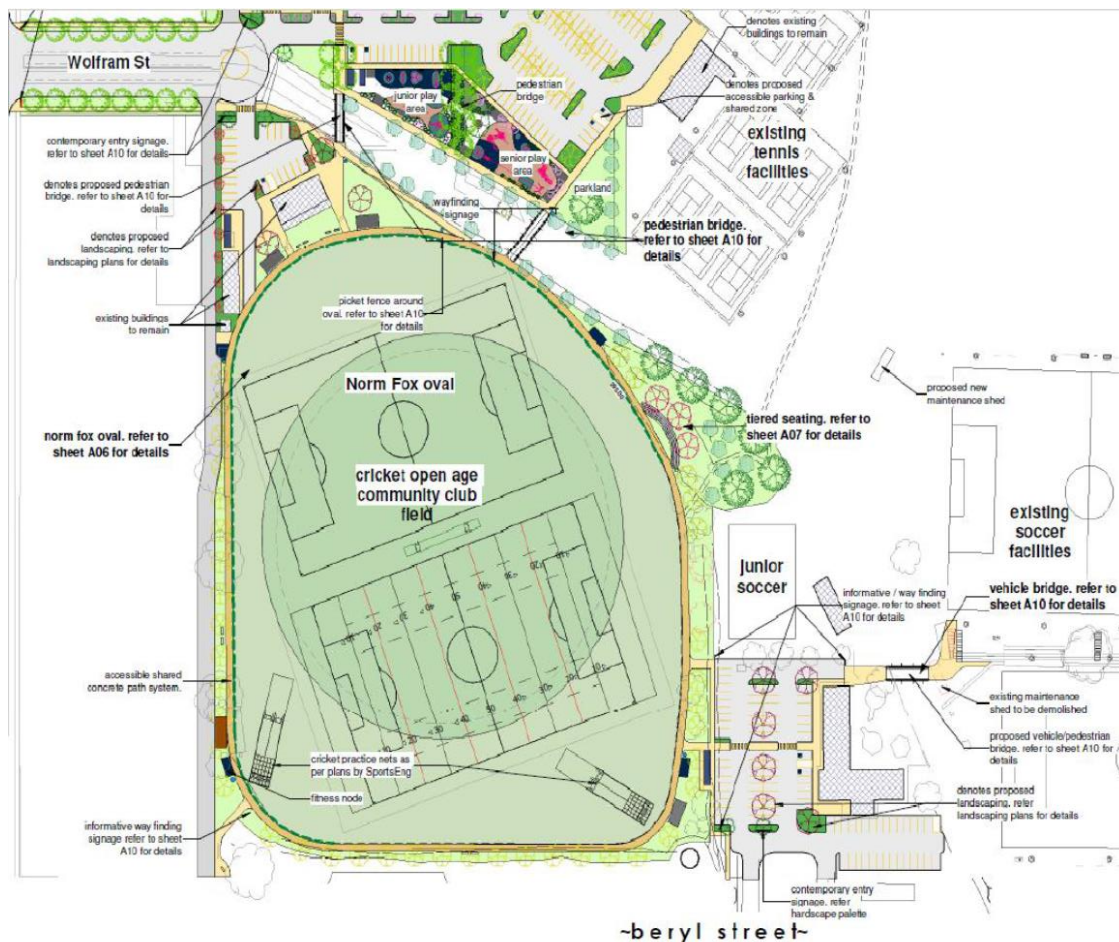 denotes existing
buildings to remain
Wolfram St
junior play
area
pedestrian
bridge
denotes proposed
accessible parking &
shared zone
existing
tennis
facilities
contemporary entry signage.
refer to sheet A10 for details
senior play
area
denotes proposed pedestrian
bridge. refer to sheet A10 for
details
parkland
wayfinding
signage
pedestrian bridge.
refer to sheet A10 for
details
denotes proposed
landscaping. refer to
landscaping plans for details
picket fence around
oval. refer to sheet A10
for details
existing buildings
to remain
Norm Fox oval
proposed new
maintenance shed
norm fox oval. refer to
sheet A06 for details
tiered seating. refer to
sheet A07 for details
cricket open age
community club
field
existing
soccer
facilities
junior
soccer
informative / way finding
signage. refer to sheet
A10 for details
vehicle bridge. refer to
sheet A10 for details
accessible shared
concrete path system.
existing maintenance
shed to be demolished
proposed vehicle/pedestrian
bridge. refer to sheet A10 for
details
cricket practice nets as
per plans by SportsEng
fitness node
denotes proposed
landscaping. refer
landscaping plans for details
informative way finding
signage refer to sheet
A10 for details
contemporary entry
signage. refer
hardscape palette
~beryl street~